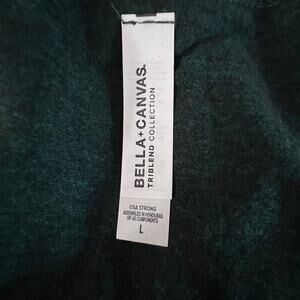 BELLA+CANVAS.
TRIBLEND COLLECTION
USA STRONG
ASSEMBLED IN HONDURAS
OF US COMPONENTS
L